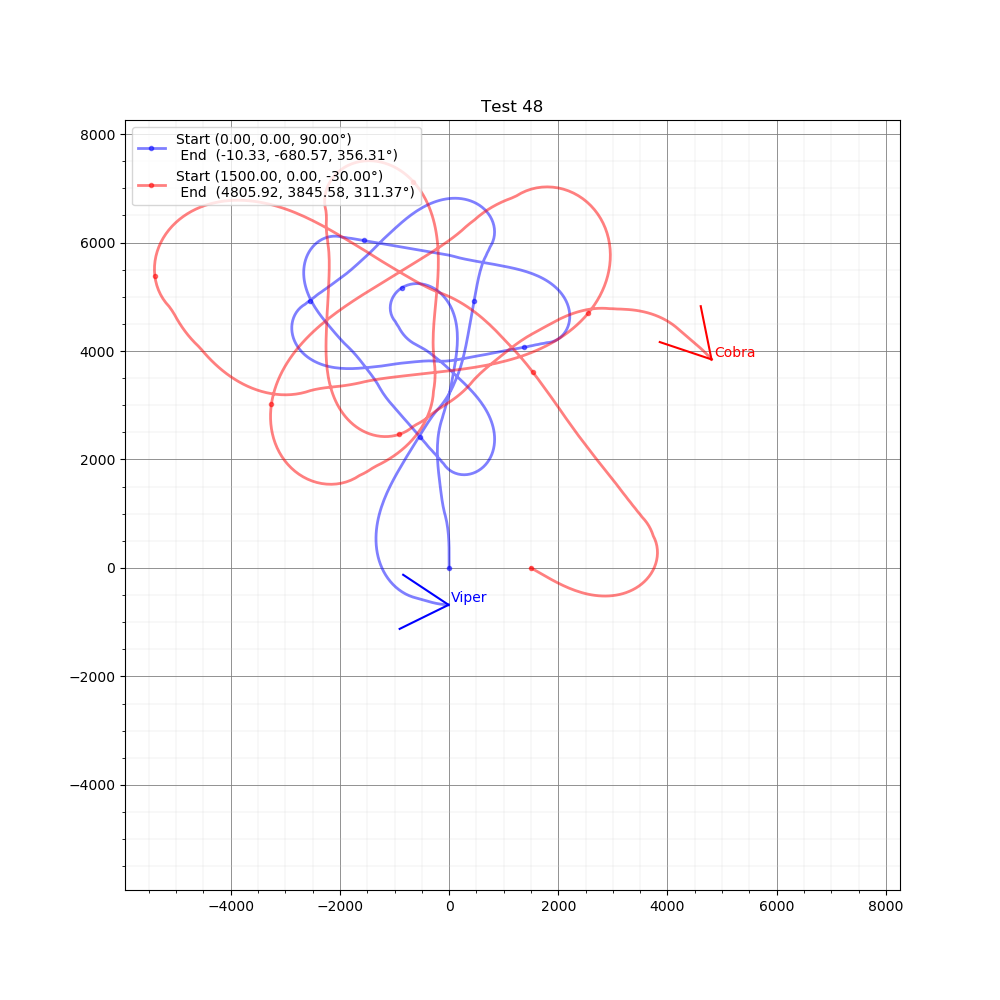 Test 48
Start (0.00, 0.00, 90.00°)
End (-10.33, -680.57, 356.31°)
Start (1500.00, 0.00, -30.00°)
End (4805.92, 3845.58, 311.37°)
8000
6000
4000
2000
0
−2000
−4000
Cobra
Viper
−4000 −2000 0 2000 4000 6000 8000